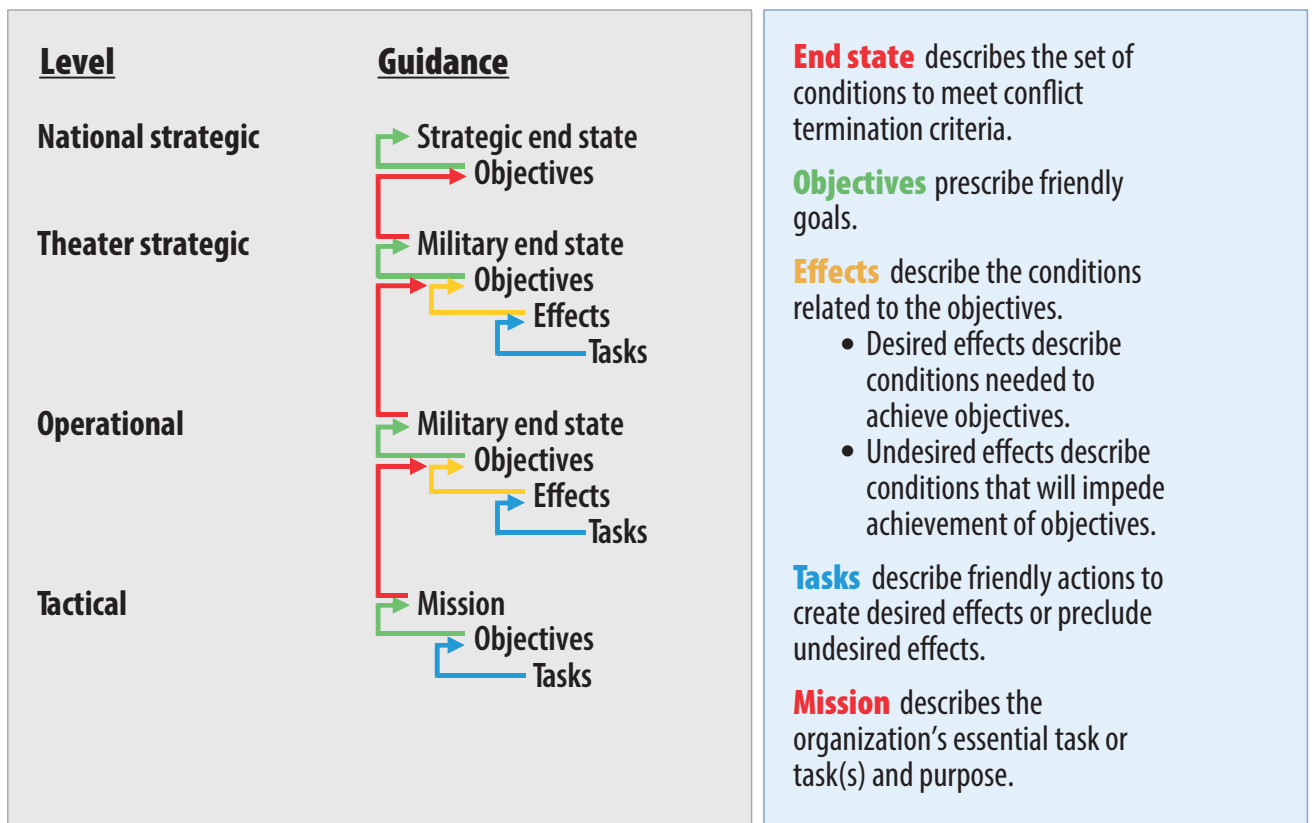 Level Guidance
National strategic Strategic end state
Objectives
Theater strategic Military end state
Objectives
Effects
Tasks
Operational Military end state
Objectives
Effects
Tasks
Tactical Mission
Objectives
Tasks
End state describes the set of
conditions to meet conflict
termination criteria.
Objectives prescribe friendly
goals.
Effects describe the conditions
related to the objectives.
• Desired effects describe
conditions needed to
achieve objectives.
• Undesired effects describe
conditions that will impede
achievement of objectives.
Tasks describe friendly actions to
create desired effects or preclude
undesired effects.
Mission describes the
organization’s essential task or
task(s) and purpose.